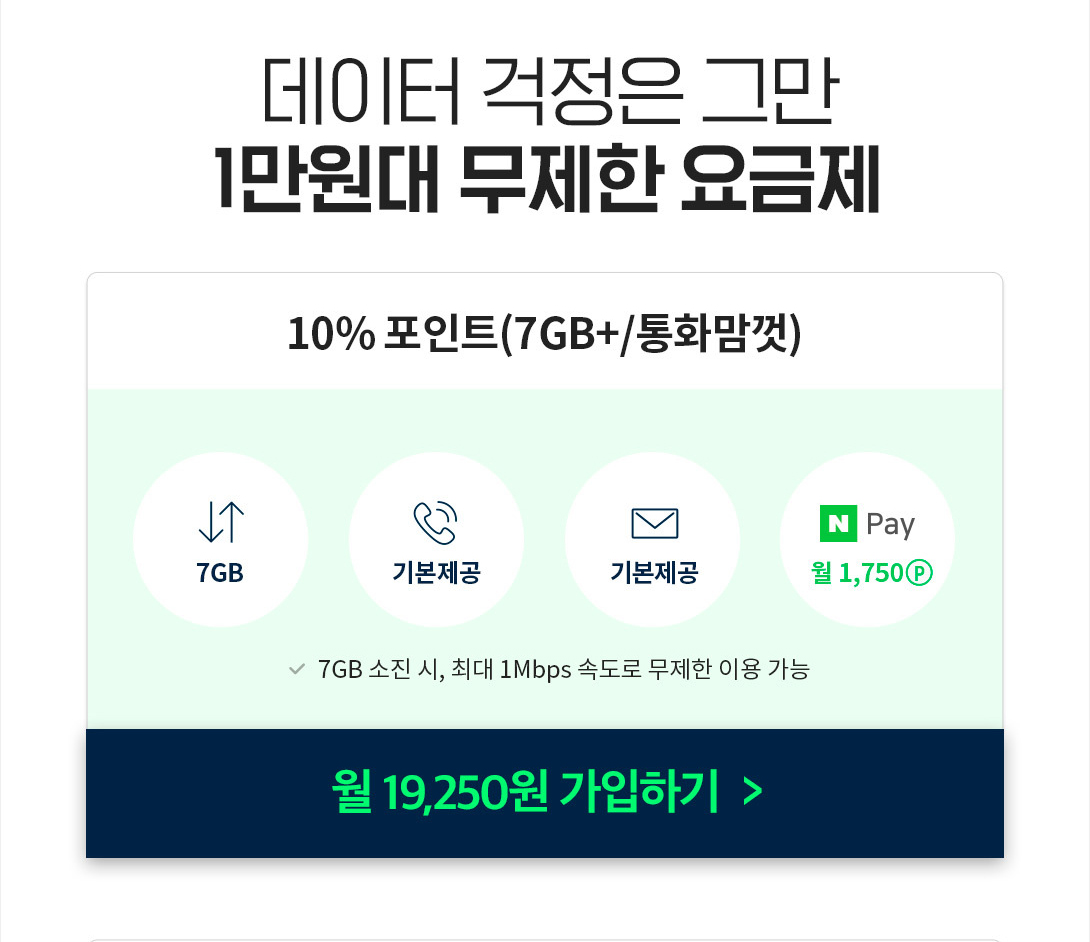 데이터 걱정은 그만
1만원대 무제한 요금제
10% 포인트(7GB+/통화맘껏)
7GB
기본제공
기본제공
N Pay
월 1,750Ⓟ
7GB 소진 시, 최대 1Mbps 속도로 무제한 이용 가능
월 19,250원 가입하기 >